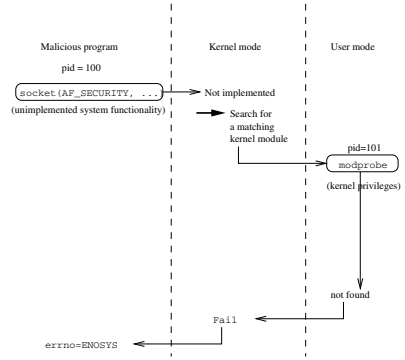 Malicious program
Kernel mode
User mode
pid = 100
socket(AF_SECURITY, ...
Not implemented
(unimplemented system functionality)
Search for
a matching
kernel module
pid=101
modprobe
(kernel privileges)
not found
Fail
errno=ENOSYS